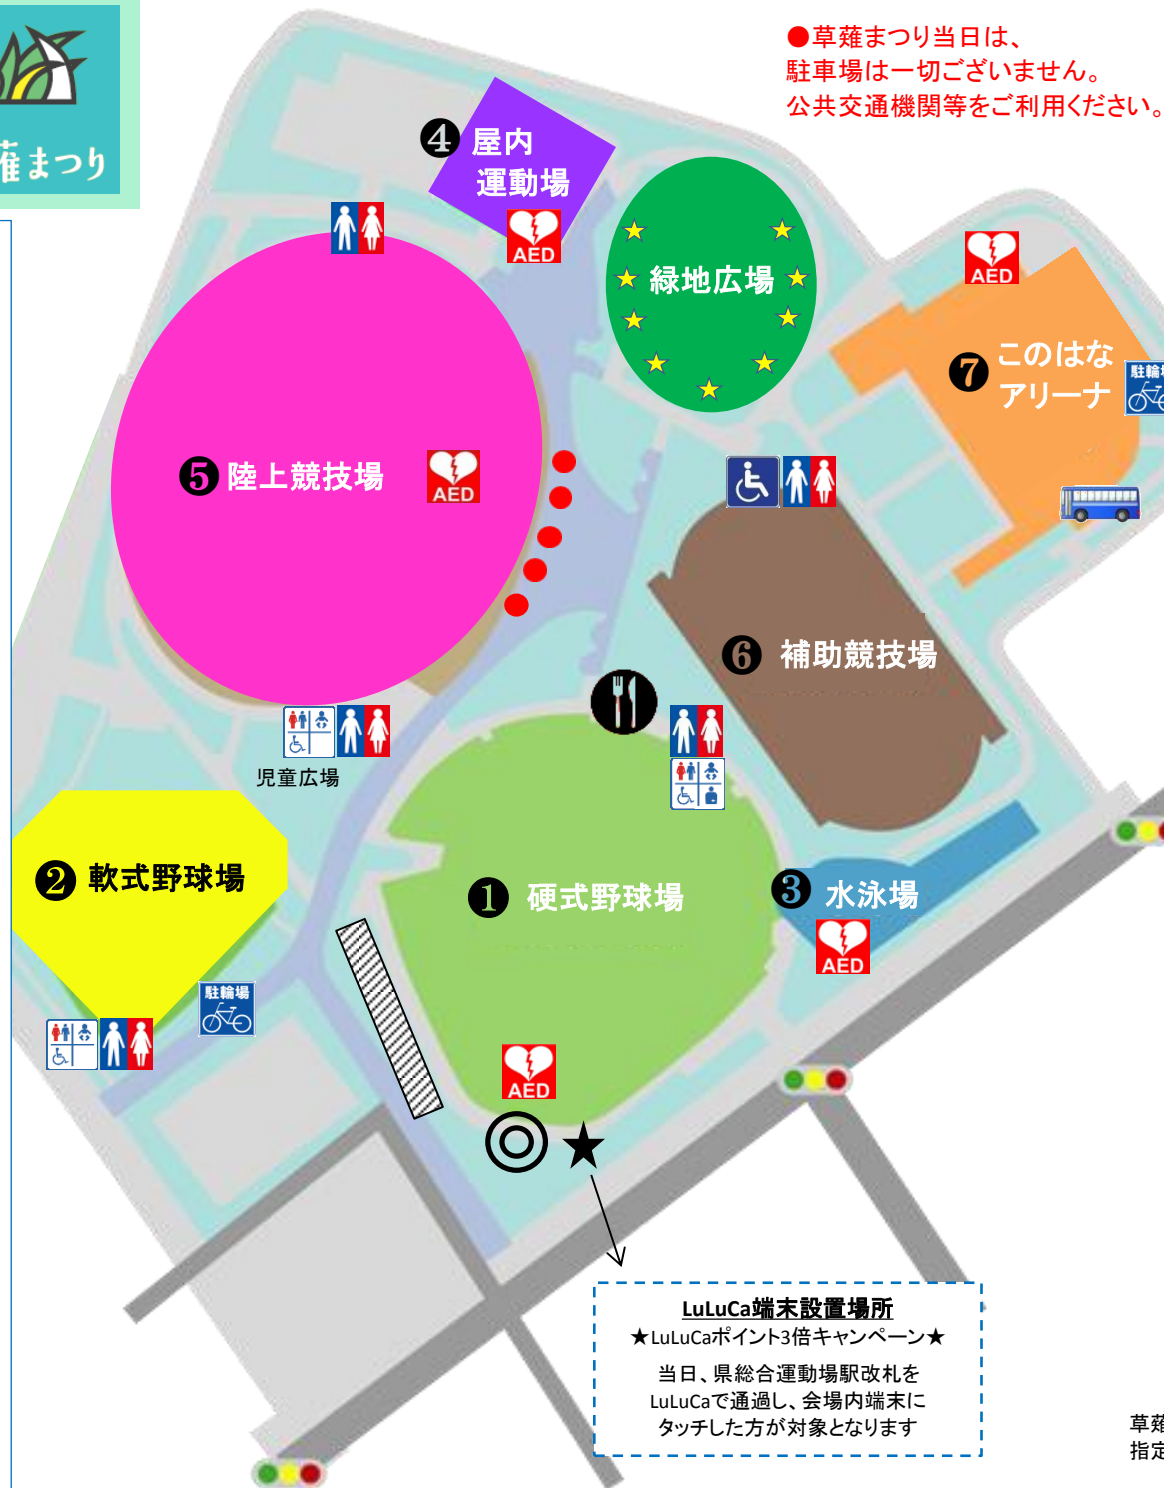 薙まつり
●草薙まつり当日は、
駐車場は一切ございません。
公共交通機関等をご利用ください。
❹ 屋内
運動場
AED
緑地広場
AED
❼ このはな
アリーナ
駐輪場
❺ 陸上競技場
AED
❻ 補助競技場
児童広場
❷ 軟式野球場
❶ 硬式野球場
❸ 水泳場
AED
駐輪場
AED
LuLuCa端末設置場所
★LuLuCaポイント3倍キャンペーン★
当日、県総合運動場駅改札を
LuLuCaで通過し、会場内端末に
タッチした方が対象となります
草薙
指定